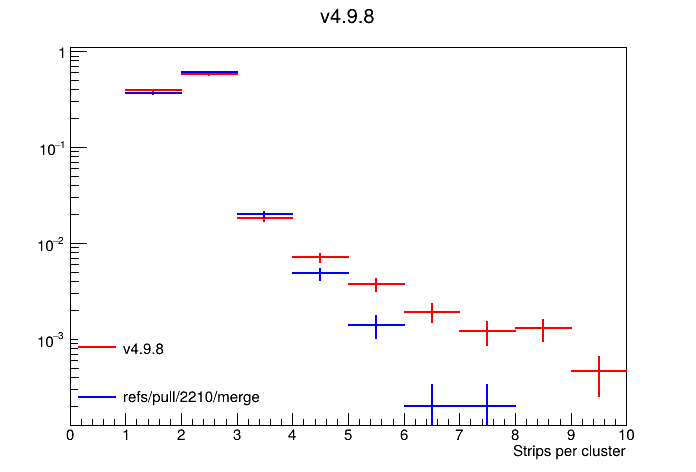 v4.9.8
1
10⁻¹
10⁻²
10⁻³
v4.9.8
refs/pull/2210/merge
0 1 2 3 4 5 6 7 8 9 10
Strips per cluster